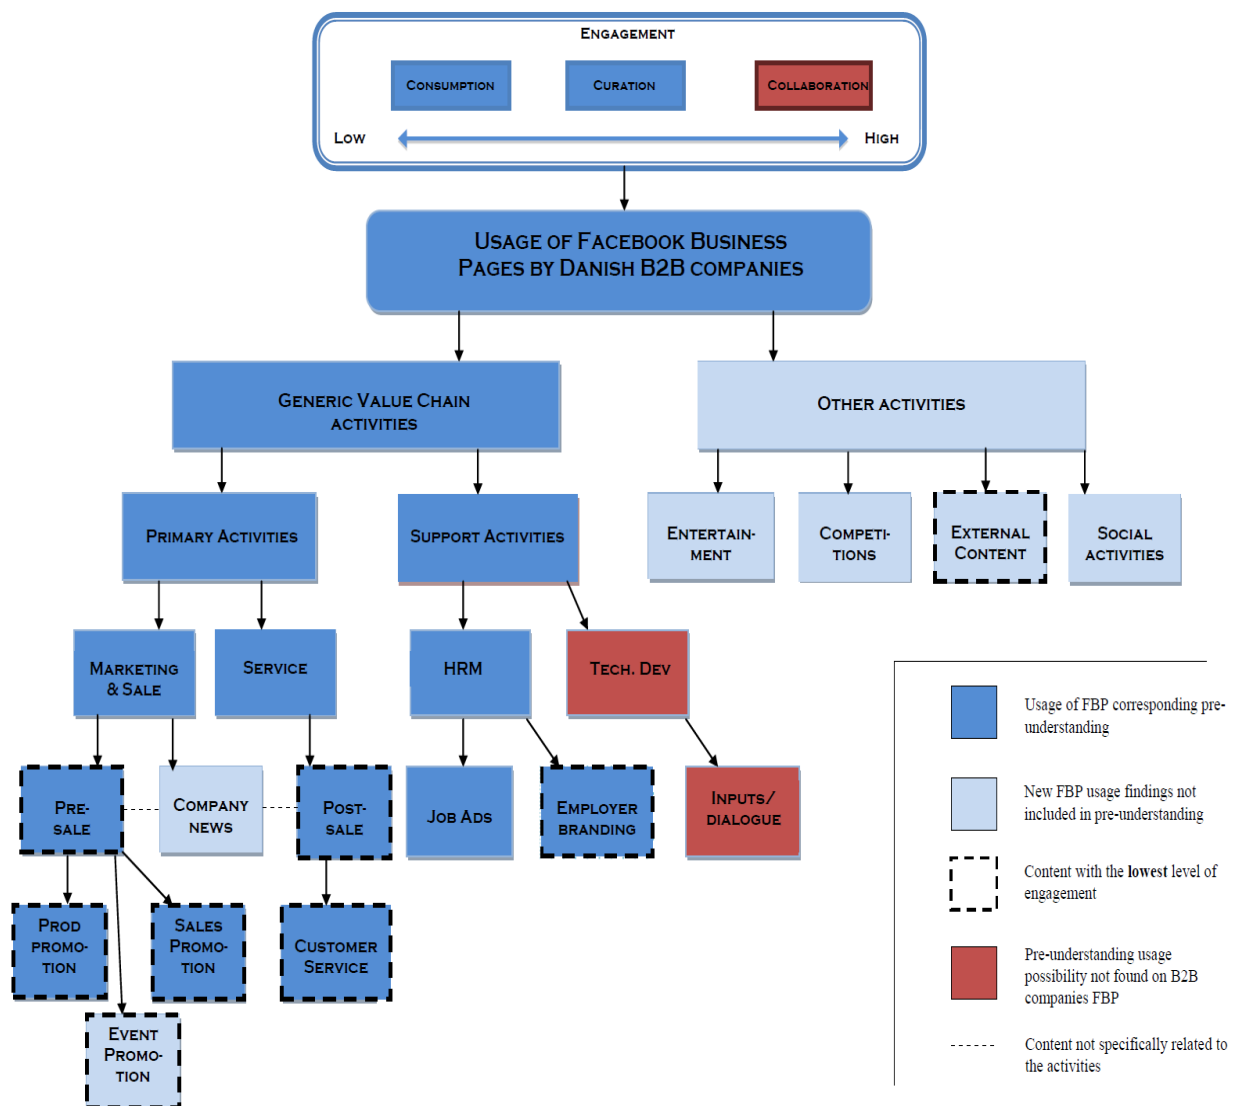 Engagement
Consumption
Curation
Collaboration
Low
High
Usage of Facebook Business
Pages by Danish B2B companies
Generic Value Chain
activities
Other activities
Primary Activities
Support Activities
Entertain-
ment
Competi-
tions
External
Content
Social
activities
Marketing
& Sale
Service
HRM
Tech. Dev
Pre-
sale
Company
news
Post-
sale
Job Ads
Employer
branding
Inputs/
dialogue
Prod
promo-
tion
Sales
Promo-
tion
Customer
Service
Event
Promo-
tion
Usage of FBP corresponding pre-
understanding
New FBP usage findings not
included in pre-understanding
Content with the lowest level of
engagement
Pre-understanding usage
possibility not found on B2B
companies FBP
Content not specifically related to
the activities